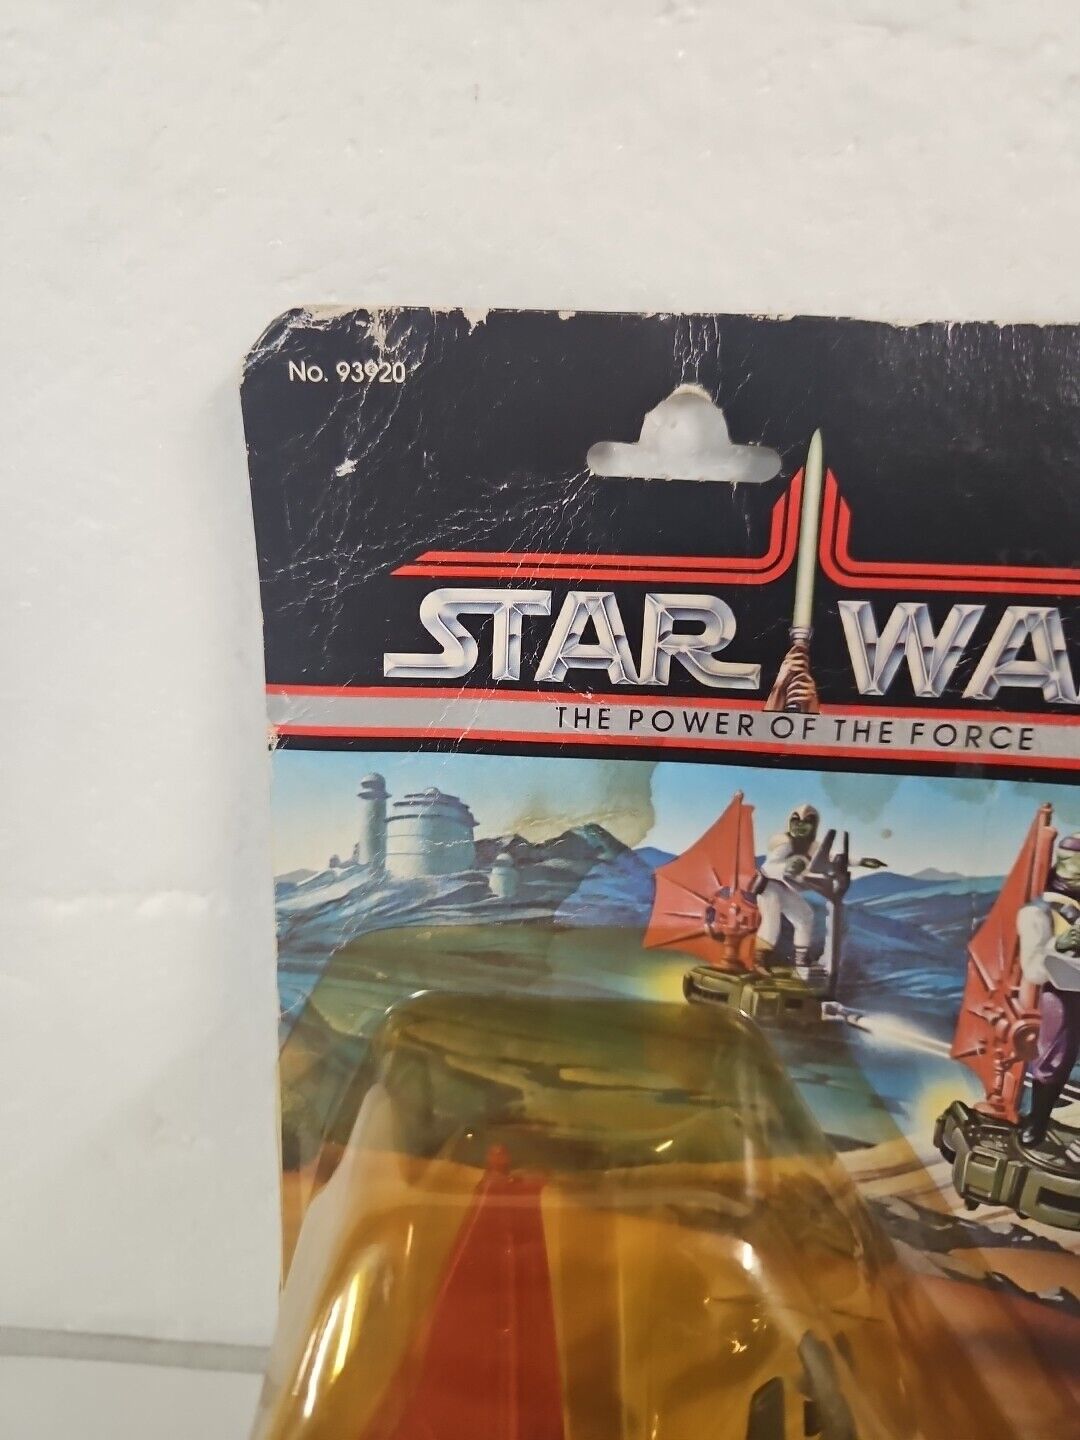 No. 93920
STAR WA
THE POWER OF THE FORCE